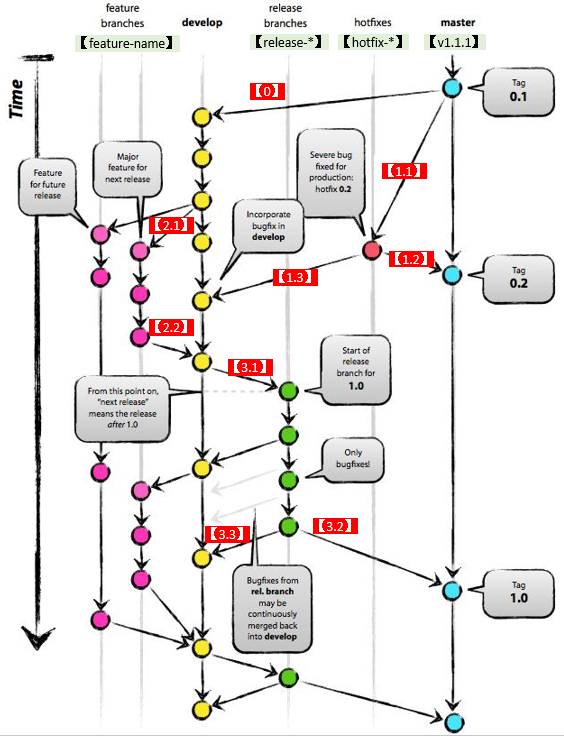 feature
branches
【feature-name】
develop
release
branches
【release-*】
hotfixes
【hotfix-*】
master
【v1.1.1】
Time
Tag
0.1
【0】
Severe bug
fixed for
production:
hotfix 0.2
【1.1】
Major
feature for
next release
Feature
for future
release
【2.1】
Incorporate
bugfix in
develop
【1.2】
【1.3】
Tag
0.2
【2.2】
【3.1】
Start of
release
branch for
1.0
From this point on,
“next release”
means the release
after 1.0
Only
bugfixes!
【3.3】
【3.2】
Tag
1.0
Bugfixes from
rel. branch
may be
continuously
merged back
into develop